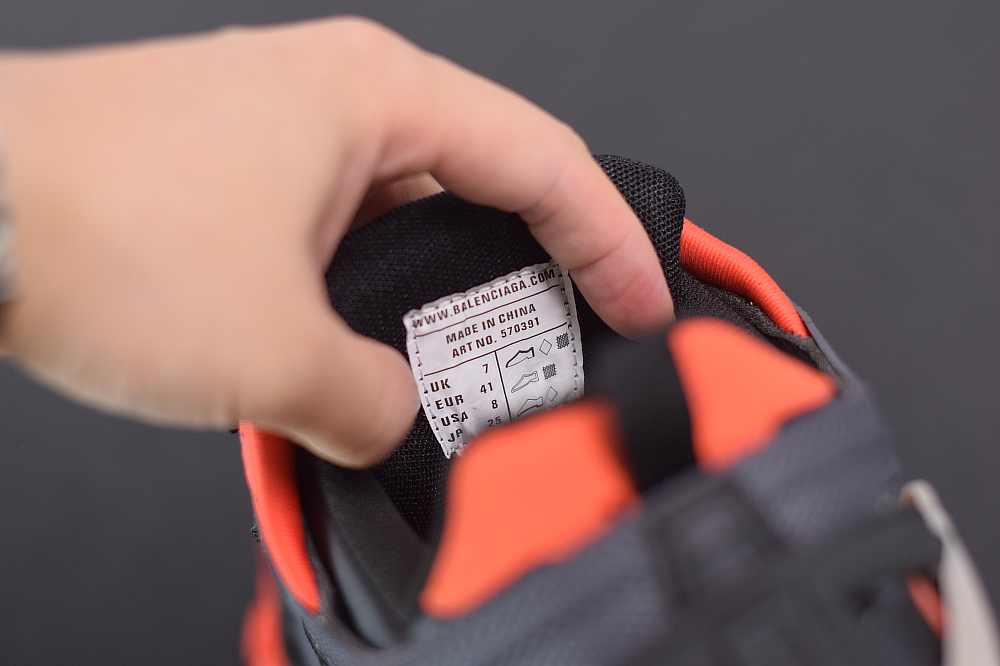 WWW.BALENCIAGA.COM
MADE IN CHINA
ART NO. 570391
UK 7
EUR 41
USA 8
JP 25